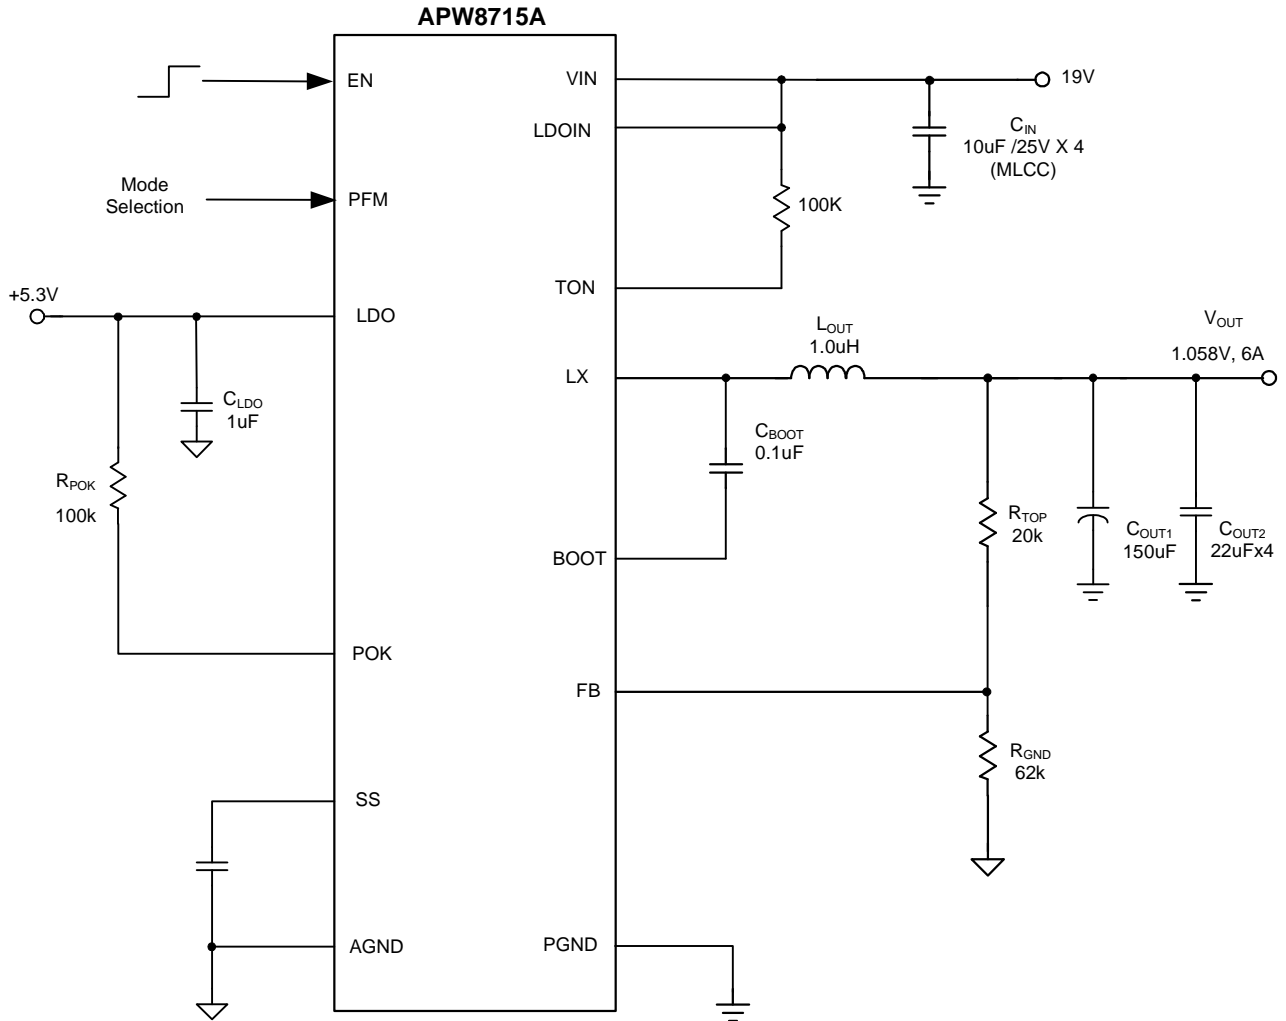 APW8715A
EN
PFM
LDO
POK
SS
AGND
VIN
LDOIN
TON
LX
BOOT
FB
PGND
Mode
Selection
+5.3V
CLDO
1uF
RPOK
100k
19V
CIN
10uF /25V X 4
(MLCC)
100K
LOUT
1.0uH
VOUT
1.058V, 6A
CBOOT
0.1uF
RTOP
20k
COUT1
150uF
COUT2
22uFx4
RGND
62k